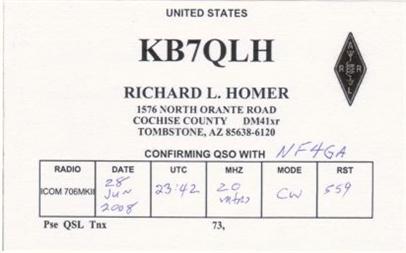 UNITED STATES
KB7QLH
ARRL
RICHARD L. HOMER
1576 NORTH ORANTE ROAD
COCHISE COUNTY DM41xr
TOMBSTONE, AZ 85638-6120
CONFIRMING QSO WITH NF4GA
RADIO DATE UTC MHZ MODE RST
ICOM 706MKII 28 Jun 2008 23:42 20 mtrs CW 559
Pse QSL Tnx 73,